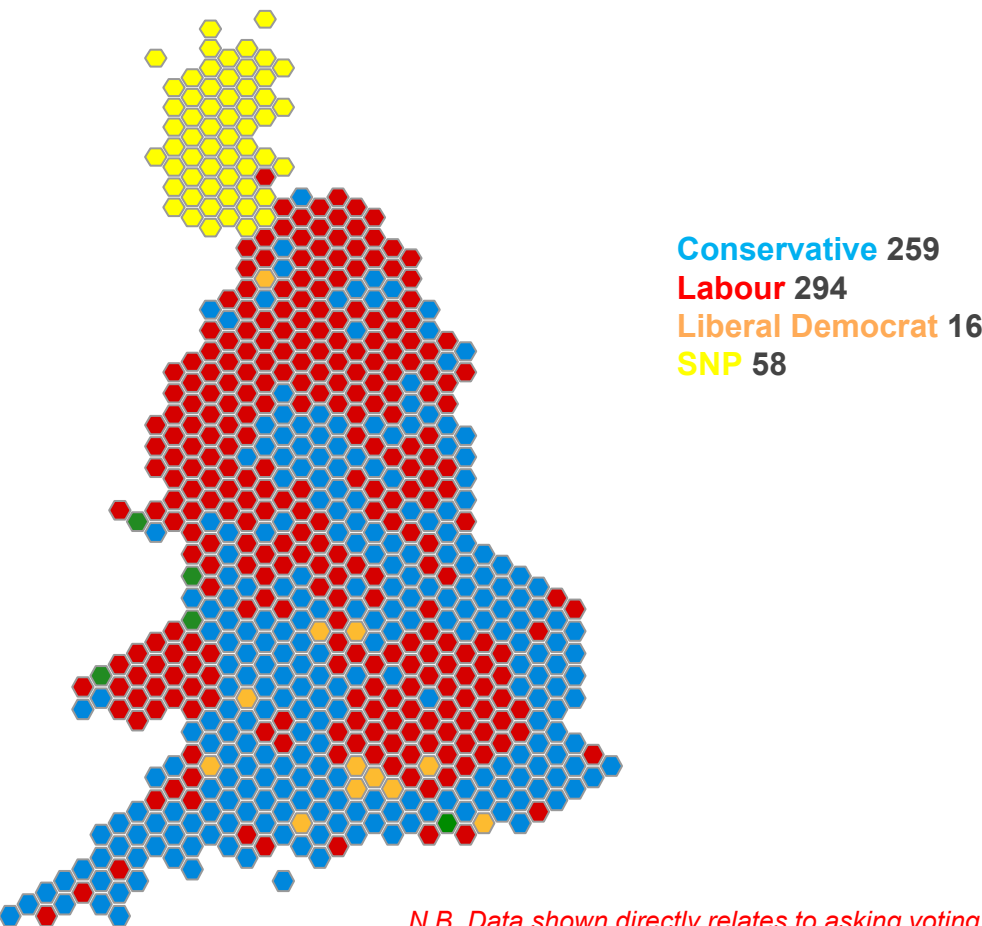 Conservative 259
Labour 294
Liberal Democrat 16
SNP 58
N.B. Data shown directly relates to asking voting